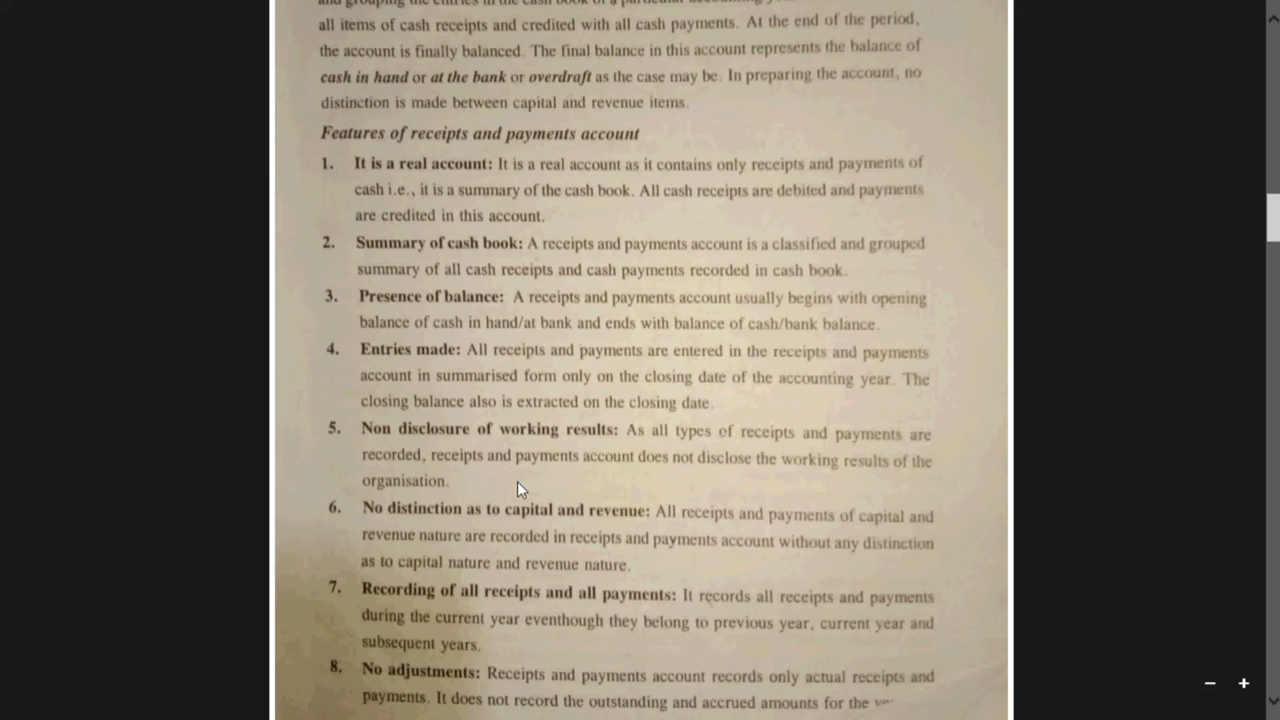 and grouping the entries in the cash book of a particular accounting
all items of cash receipts and credited with all cash payments. At the end of the period,
the account is finally balanced. The final balance in this account represents the balance of
cash in hand or at the bank or overdraft as the case may be. In preparing the account, no
distinction is made between capital and revenue items.
Features of receipts and payments account
1. It is a real account: It is a real account as it contains only receipts and payments of
cash i.e., it is a summary of the cash book. All cash receipts are debited and payments
are credited in this account.
2. Summary of cash book: A receipts and payments account is a classified and grouped
summary of all cash receipts and cash payments recorded in cash book.
3. Presence of balance: A receipts and payments account usually begins with opening
balance of cash in hand/at bank and ends with balance of cash/bank balance.
4. Entries made: All receipts and payments are entered in the receipts and payments
account in summarised form only on the closing date of the accounting year. The
closing balance also is extracted on the closing date.
5. Non disclosure of working results: As all types of receipts and payments are
recorded, receipts and payments account does not disclose the working results of the
organisation.
6. No distinction as to capital and revenue: All receipts and payments of capital and
revenue nature are recorded in receipts and payments account without any distinction
as to capital nature and revenue nature.
7. Recording of all receipts and all payments: It records all receipts and payments
during the current year eventhough they belong to previous year, current year and
subsequent years.
8. No adjustments: Receipts and payments account records only actual receipts and
payments. It does not record the outstanding and accrued amounts for the